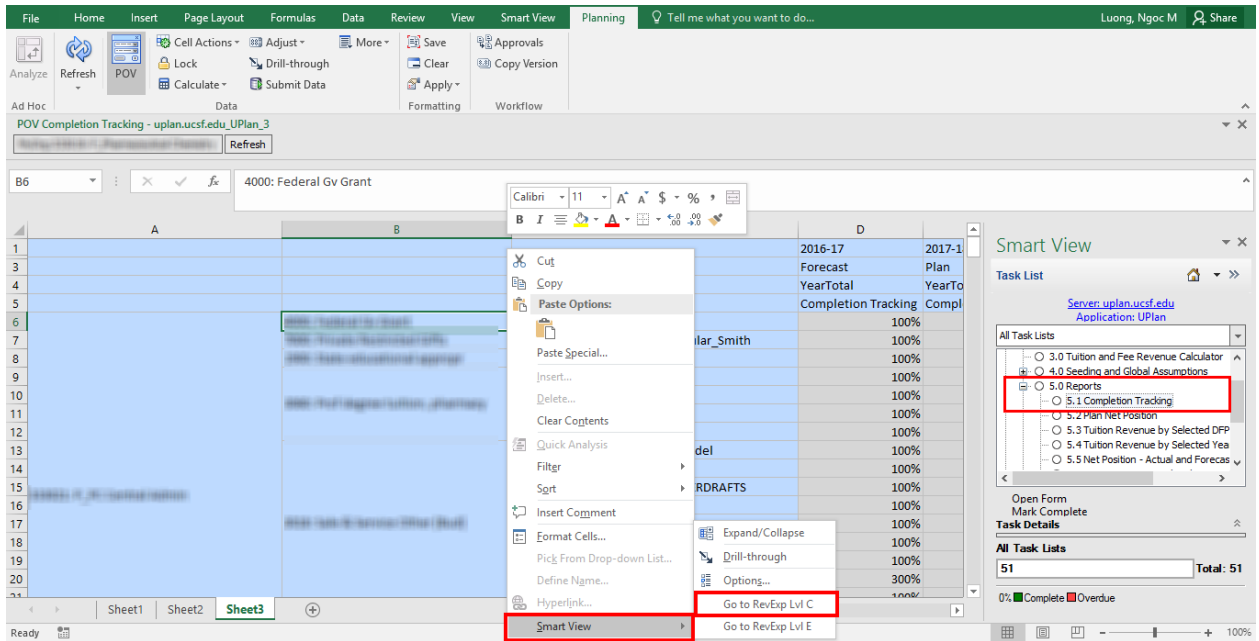 File Home Insert Page Layout Formulas Data Review View Smart View Planning Tell me what you want to do... Luong, Ngoc M Share
Analyze Refresh POV Cell Actions Adjust More Save Approvals
Lock Drill-through Clear Copy Version
Calculate Submit Data Apply
Ad Hoc Data Formatting Workflow
POV Completion Tracking - uplan.ucsf.edu_UPlan_3
Refresh
B6 fx 4000: Federal Gv Grant
Calibri 11 A A $ % ,
B I A .00 .0
A B D
1 2016-17 2017-1
3 Forecast Plan
4 YearTotal YearTo
5 Completion Tracking Compl
6 100%
7 lar_Smith 100%
8 100%
9 100%
10 100%
11 100%
12 100%
13 del 100%
14 100%
15 RDRAFTS 100%
16 100%
17 100%
18 100%
19 100%
20 300%
21 100%
Cut
Copy
Paste Options:
Paste Special...
Insert...
Delete...
Clear Contents
Quick Analysis
Filter
Sort
Insert Comment
Format Cells...
Pick From Drop-down List...
Define Name...
Hyperlink...
Smart View
Expand/Collapse
Drill-through
Options...
Go to RevExp Lvl C
Go to RevExp Lvl E
Smart View
Task List
Server: uplan.ucsf.edu
Application: UPlan
All Task Lists
3.0 Tuition and Fee Revenue Calculator
4.0 Seeding and Global Assumptions
5.0 Reports
5.1 Completion Tracking
5.2 Plan Net Position
5.3 Tuition Revenue by Selected DFP
5.4 Tuition Revenue by Selected Yea
5.5 Net Position - Actual and Forecas
Open Form
Mark Complete
Task Details
All Task Lists
51 Total: 51
0% Complete Overdue
Sheet1 Sheet2 Sheet3
Ready 100%